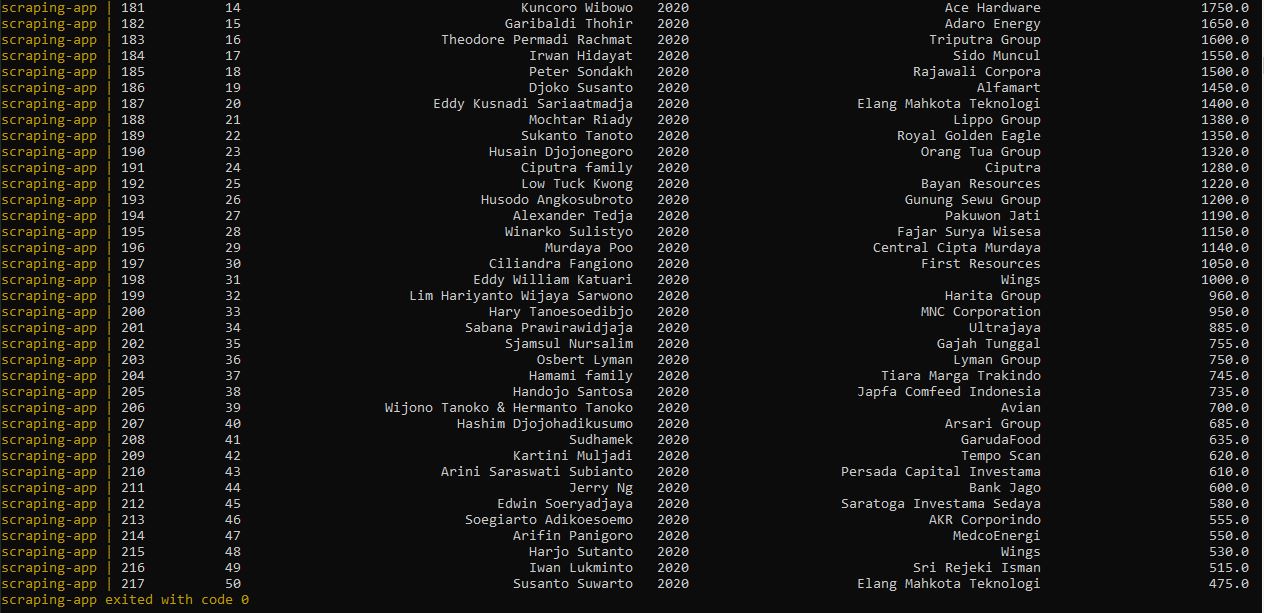 scraping-app | 181 14 Kuncoro Wibowo 2020 Ace Hardware 1750.0
scraping-app | 182 15 Garibaldi Thohir 2020 Adaro Energy 1650.0
scraping-app | 183 16 Theodore Permadi Rachmat 2020 Triputra Group 1600.0
scraping-app | 184 17 Irwan Hidayat 2020 Sido Muncul 1550.0
scraping-app | 185 18 Peter Sondakh 2020 Rajawali Corpora 1500.0
scraping-app | 186 19 Djoko Susanto 2020 Alfamart 1450.0
scraping-app | 187 20 Eddy Kusnadi Sariaatmadja 2020 Elang Mahkota Teknologi 1400.0
scraping-app | 188 21 Mochtar Riady 2020 Lippo Group 1380.0
scraping-app | 189 22 Sukanto Tanoto 2020 Royal Golden Eagle 1350.0
scraping-app | 190 23 Husain Djojonegoro 2020 Orang Tua Group 1320.0
scraping-app | 191 24 Ciputra family 2020 Ciputra 1280.0
scraping-app | 192 25 Low Tuck Kwong 2020 Bayan Resources 1220.0
scraping-app | 193 26 Husodo Angkosubroto 2020 Gunung Sewu Group 1200.0
scraping-app | 194 27 Alexander Tedja 2020 Pakuwon Jati 1190.0
scraping-app | 195 28 Winarko Sulistyo 2020 Fajar Surya Wisesa 1150.0
scraping-app | 196 29 Murdaya Poo 2020 Central Cipta Murdaya 1140.0
scraping-app | 197 30 Ciliandra Fangiono 2020 First Resources 1050.0
scraping-app | 198 31 Eddy William Katuari 2020 Wings 1000.0
scraping-app | 199 32 Lim Hariyanto Wijaya Sarwono 2020 Harita Group 960.0
scraping-app | 200 33 Hary Tanoesoedibjo 2020 MNC Corporation 950.0
scraping-app | 201 34 Sabana Prawirawidjaja 2020 Ultrajaya 885.0
scraping-app | 202 35 Sjamsul Nursalim 2020 Gajah Tunggal 755.0
scraping-app | 203 36 Osbert Lyman 2020 Lyman Group 750.0
scraping-app | 204 37 Hamami family 2020 Tiara Marga Trakindo 745.0
scraping-app | 205 38 Handojo Santosa 2020 Japfa Comfeed Indonesia 735.0
scraping-app | 206 39 Wijono Tanoko & Hermanto Tanoko 2020 Avian 700.0
scraping-app | 207 40 Hashim Djojohadikusumo 2020 Arsari Group 685.0
scraping-app | 208 41 Sudhamek 2020 GarudaFood 635.0
scraping-app | 209 42 Kartini Muljadi 2020 Tempo Scan 620.0
scraping-app | 210 43 Arini Saraswati Subianto 2020 Persada Capital Investama 610.0
scraping-app | 211 44 Jerry Ng 2020 Bank Jago 600.0
scraping-app | 212 45 Edwin Soeryadjaya 2020 Saratoga Investama Sedaya 580.0
scraping-app | 213 46 Soegiarto Adikoesoemo 2020 AKR Corporindo 555.0
scraping-app | 214 47 Arifin Panigoro 2020 MedcoEnergi 550.0
scraping-app | 215 48 Harjo Sutanto 2020 Wings 530.0
scraping-app | 216 49 Iwan Lukminto 2020 Sri Rejeki Isman 515.0
scraping-app | 217 50 Susanto Suwarto 2020 Elang Mahkota Teknologi 475.0
scraping-app exited with code 0